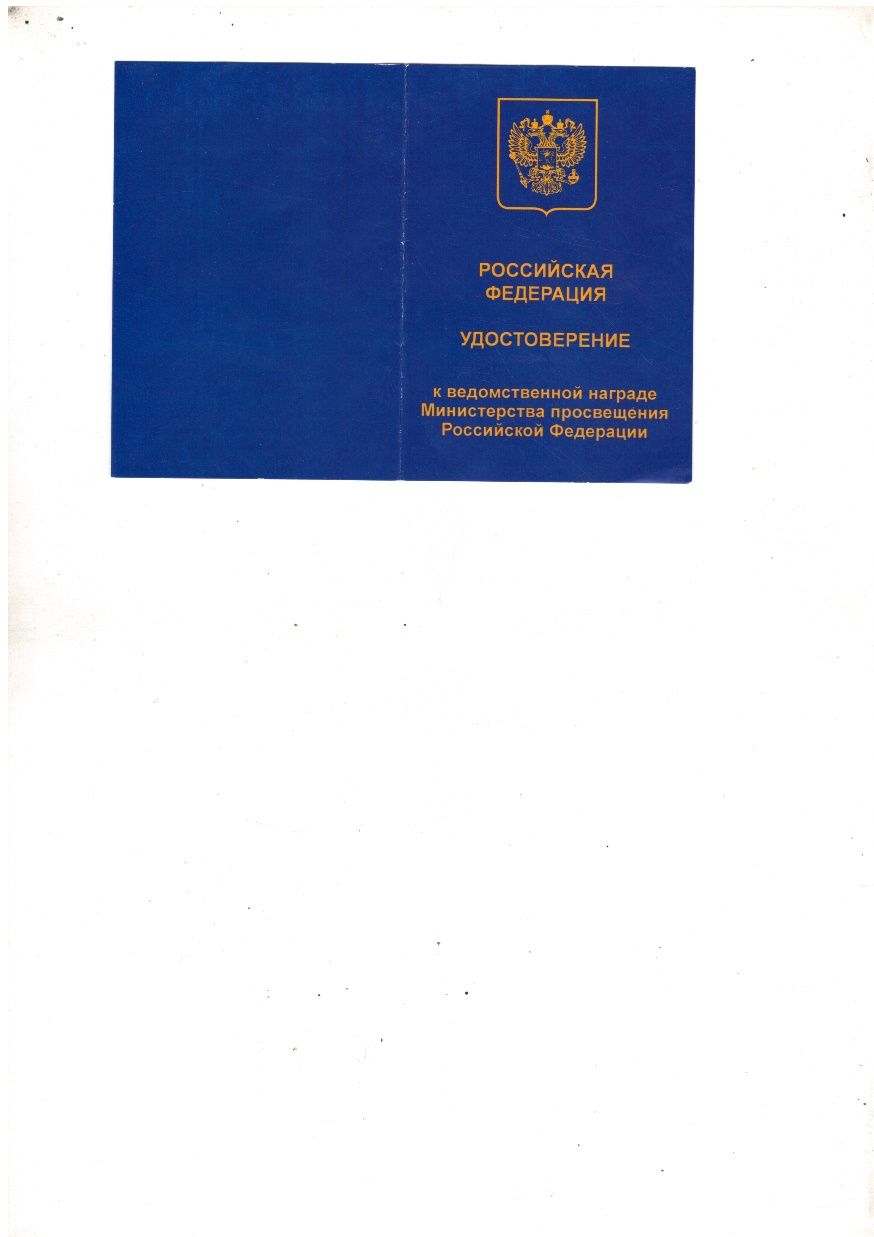 РОССИЙСКАЯ
ФЕДЕРАЦИЯ
УДОСТОВЕРЕНИЕ
к ведомственной награде
Министерства просвещения
Российской Федерации